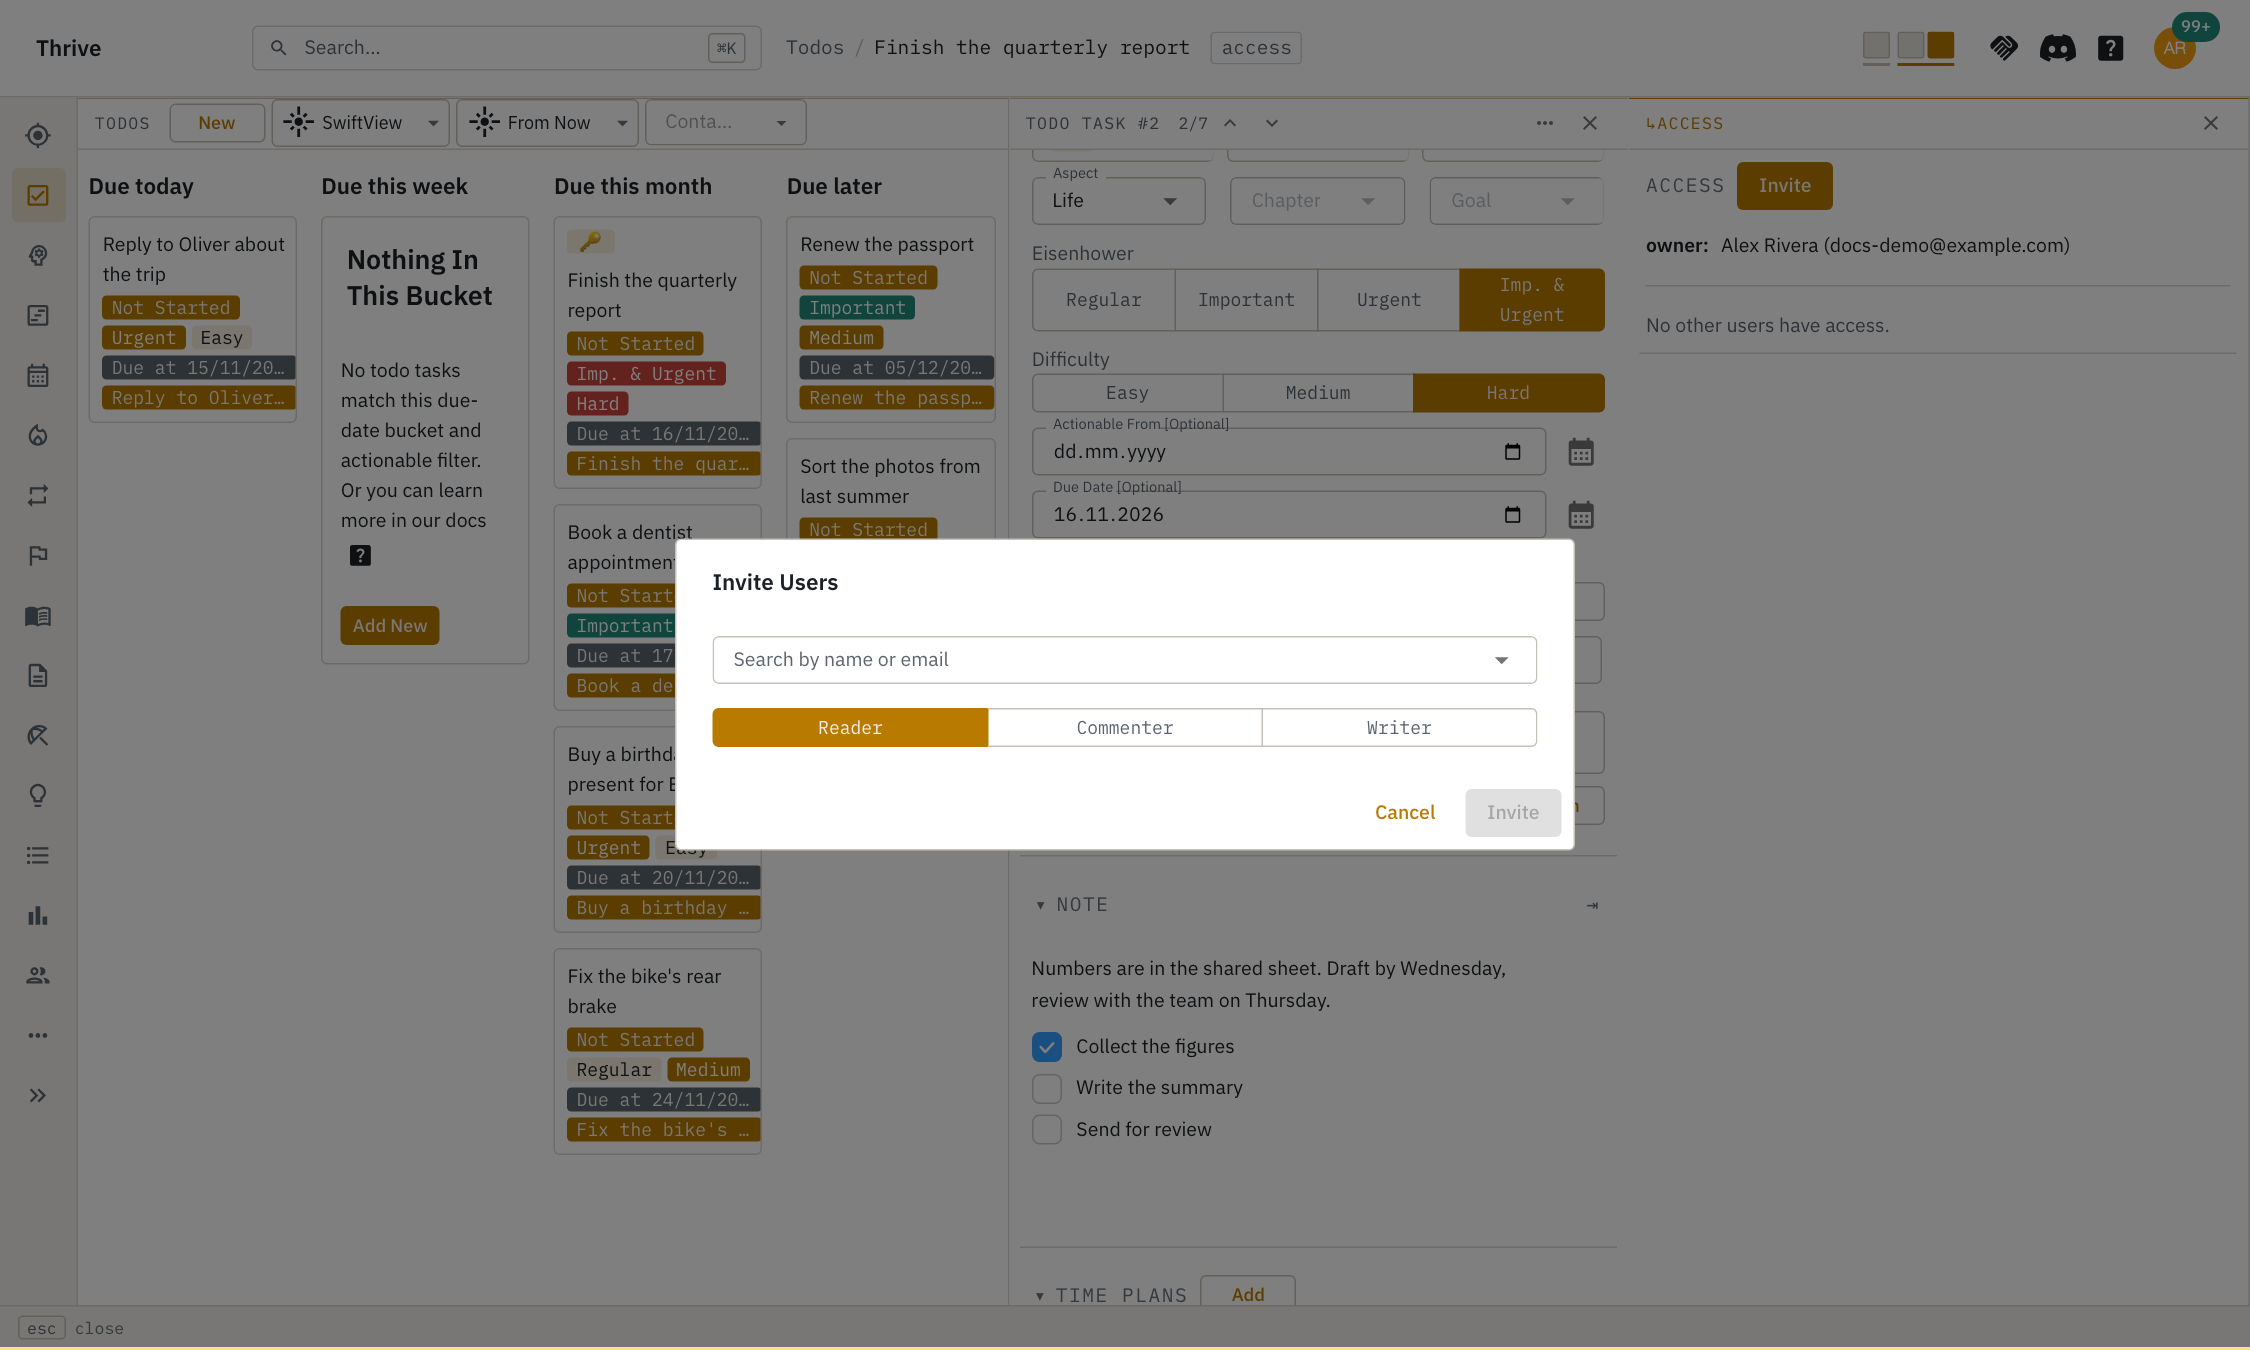 Thrive
Search...
⌘K
Todos / Finish the quarterly report
access
99+
AR
TODOS
New
SwiftView
From Now
Conta...
TODO TASK #2 2/7
↳ACCESS
Due today
Reply to Oliver about
the trip
Not Started
Urgent
Easy
Due at 15/11/20...
Reply to Oliver...
Due this week
Nothing In
This Bucket
No todo tasks
match this due-
date bucket and
actionable filter.
Or you can learn
more in our docs
?
Add New
Due this month
Finish the quarterly
report
Not Started
Imp. & Urgent
Hard
Due at 16/11/20...
Finish the quar...
Book a dentist
Not Start
Important
Due at 17
Book a de
Buy a birthd
present for
Not Start
Urgent
Easy
Due at 20/11/20...
Buy a birthday ...
Fix the bike's rear
brake
Not Started
Regular
Medium
Due at 24/11/20...
Fix the bike's ...
Due later
Renew the passport
Not Started
Important
Medium
Due at 05/12/20...
Renew the passp...
Sort the photos from
last summer
Not Started
Aspect
Life
Chapter
Goal
Eisenhower
Regular
Important
Urgent
Imp. &
Urgent
Difficulty
Easy
Medium
Hard
Actionable From [Optional]
dd.mm.yyyy
Due Date [Optional]
16.11.2026
NOTE
Numbers are in the shared sheet. Draft by Wednesday,
review with the team on Thursday.
Collect the figures
Write the summary
Send for review
TIME PLANS
Add
ACCESS
Invite
owner: Alex Rivera (docs-demo@example.com)
No other users have access.
Invite Users
Search by name or email
Reader
Commenter
Writer
Cancel
Invite
esc close